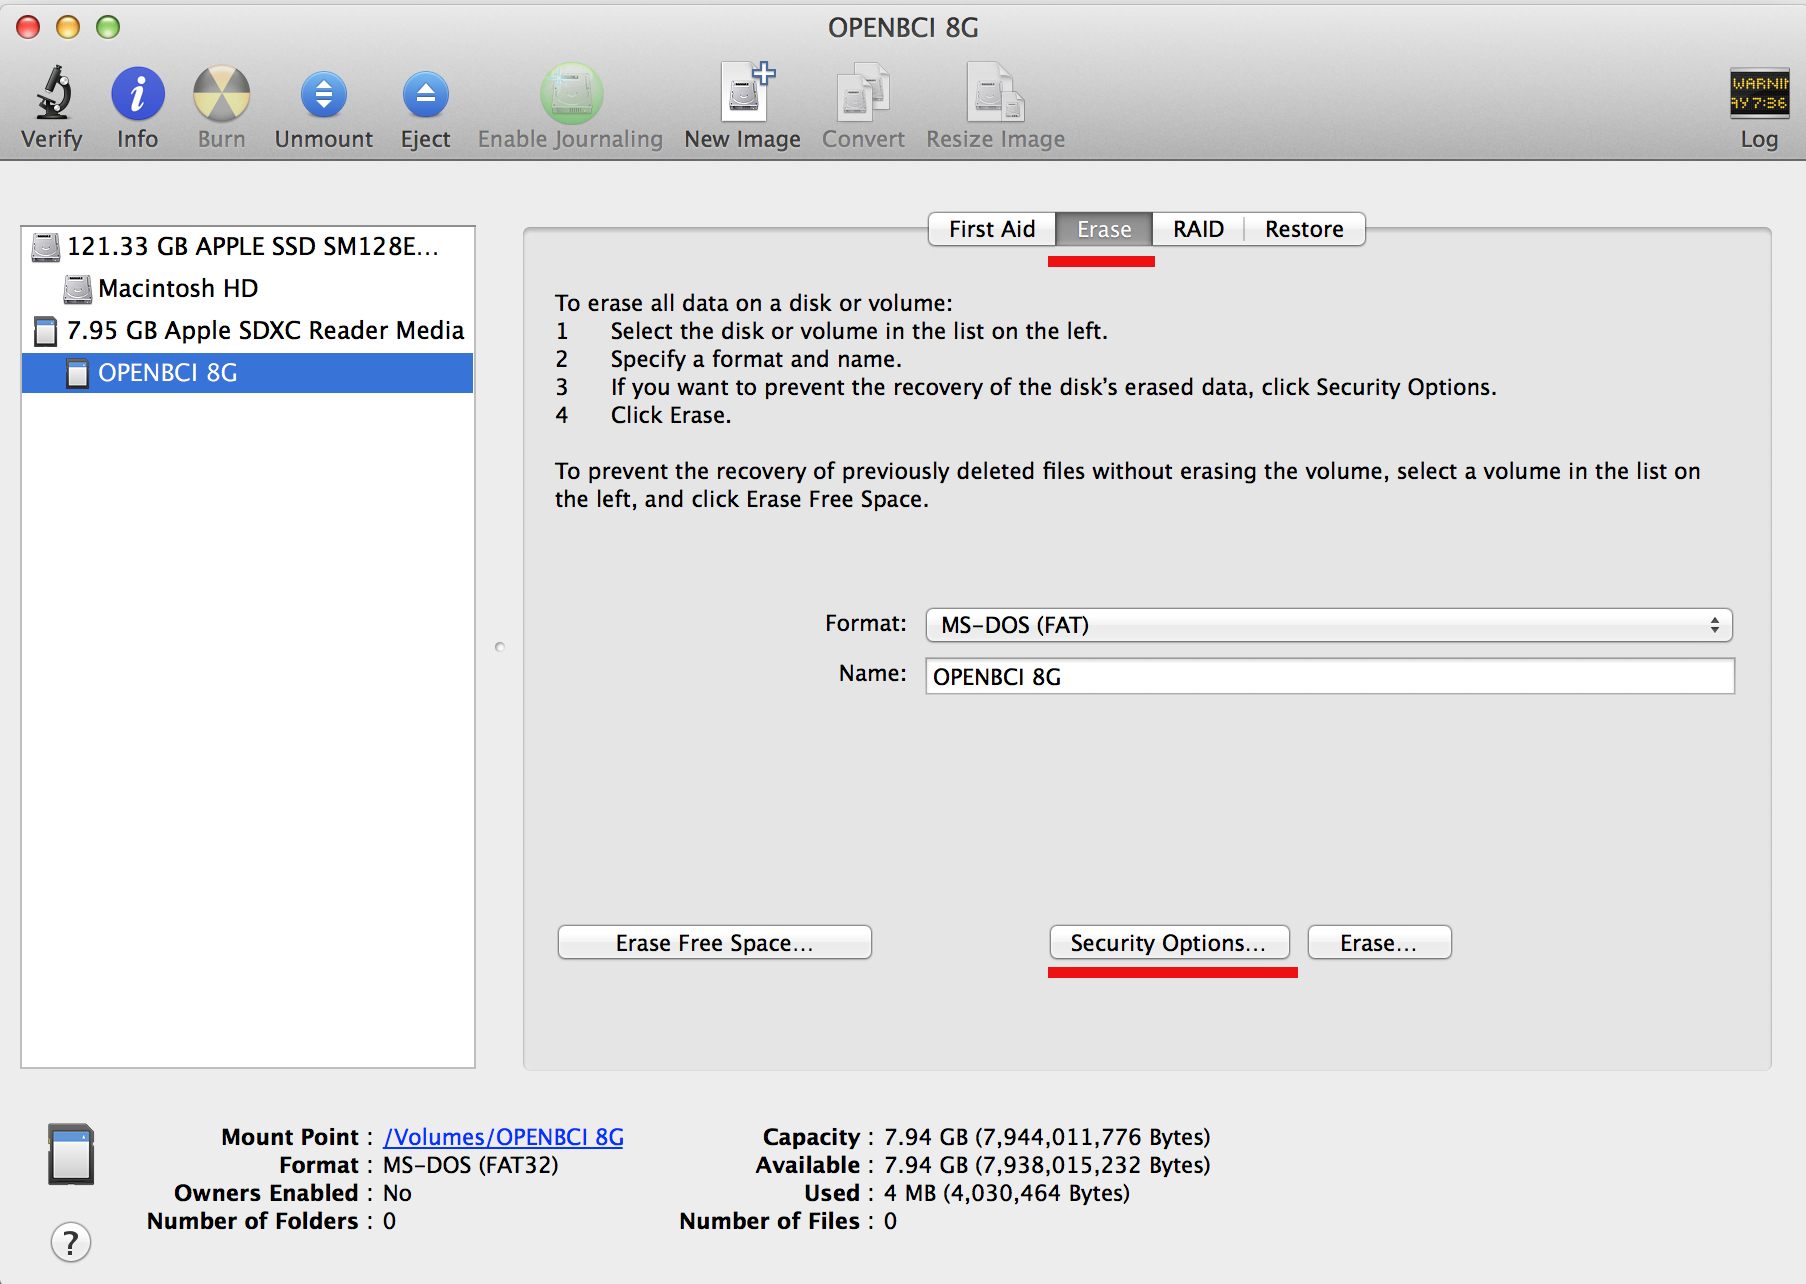 OPENBCI 8G
Verify Info Burn Unmount Eject Enable Journaling New Image Convert Resize Image Log
WARNIN
AY 7:36
121.33 GB APPLE SSD SM128E...
Macintosh HD
7.95 GB Apple SDXC Reader Media
OPENBCI 8G
First Aid Erase RAID Restore
To erase all data on a disk or volume:
1 Select the disk or volume in the list on the left.
2 Specify a format and name.
3 If you want to prevent the recovery of the disk's erased data, click Security Options.
4 Click Erase.
To prevent the recovery of previously deleted files without erasing the volume, select a volume in the list on
the left, and click Erase Free Space.
Format: MS-DOS (FAT)
Name: OPENBCI 8G
Erase Free Space... Security Options... Erase...
Mount Point : /Volumes/OPENBCI 8G Capacity : 7.94 GB (7,944,011,776 Bytes)
Format : MS-DOS (FAT32) Available : 7.94 GB (7,938,015,232 Bytes)
Owners Enabled : No Used : 4 MB (4,030,464 Bytes)
Number of Folders : 0 Number of Files : 0
?